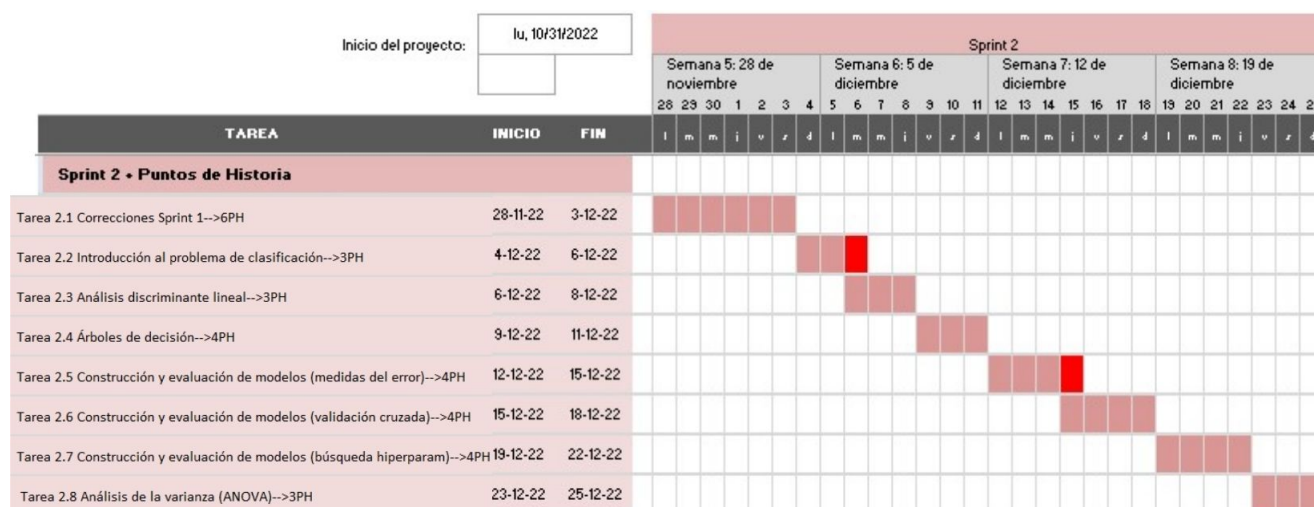 Inicio del proyecto:
lu, 10/31/2022
Sprint 2
Semana 5: 28 de noviembre
Semana 6: 5 de diciembre
Semana 7: 12 de diciembre
Semana 8: 19 de diciembre
28 29 30 1 2 3 4 5 6 7 8 9 10 11 12 13 14 15 16 17 18 19 20 21 22 23 24
TAREA INICIO FIN l m m j v s d l m m j v s d l m m j v s d l m m j v s
Sprint 2 • Puntos de Historia
Tarea 2.1 Correcciones Sprint 1-->6PH 28-11-22 3-12-22
Tarea 2.2 Introducción al problema de clasificación-->3PH 4-12-22 6-12-22
Tarea 2.3 Análisis discriminante lineal-->3PH 6-12-22 8-12-22
Tarea 2.4 Árboles de decisión-->4PH 9-12-22 11-12-22
Tarea 2.5 Construcción y evaluación de modelos (medidas del error)-->4PH 12-12-22 15-12-22
Tarea 2.6 Construcción y evaluación de modelos (validación cruzada)-->4PH 15-12-22 18-12-22
Tarea 2.7 Construcción y evaluación de modelos (búsqueda hiperparam)-->4PH 19-12-22 22-12-22
Tarea 2.8 Análisis de la varianza (ANOVA)-->3PH 23-12-22 25-12-22